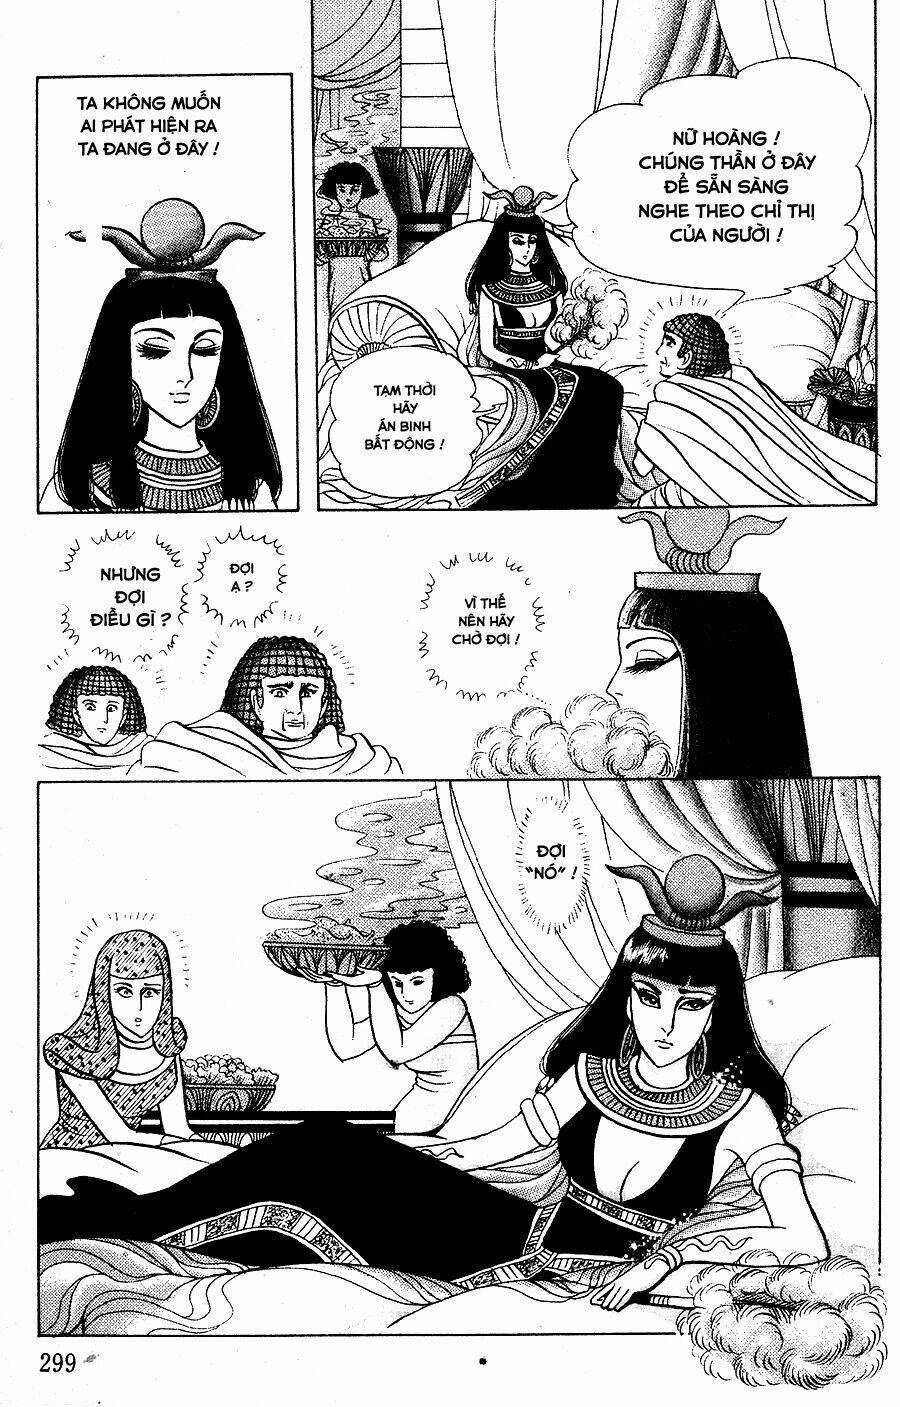 NỮ HOÀNG !
CHÚNG THẦN Ở ĐÂY
ĐỂ SẴN SÀNG
NGHE THEO CHỈ THỊ
CỦA NGƯỜI !
TẠM THỜI
HÃY
ÁN BINH
BẤT ĐỘNG !
TA KHÔNG MUỐN
AI PHÁT HIỆN RA
TA ĐANG Ở ĐÂY !
VÌ THẾ
NÊN HÃY
CHỜ ĐỢI !
ĐỢI
Ạ ?
NHƯNG
ĐỢI
ĐIỀU GÌ ?
ĐỢI
"NÓ" !
299